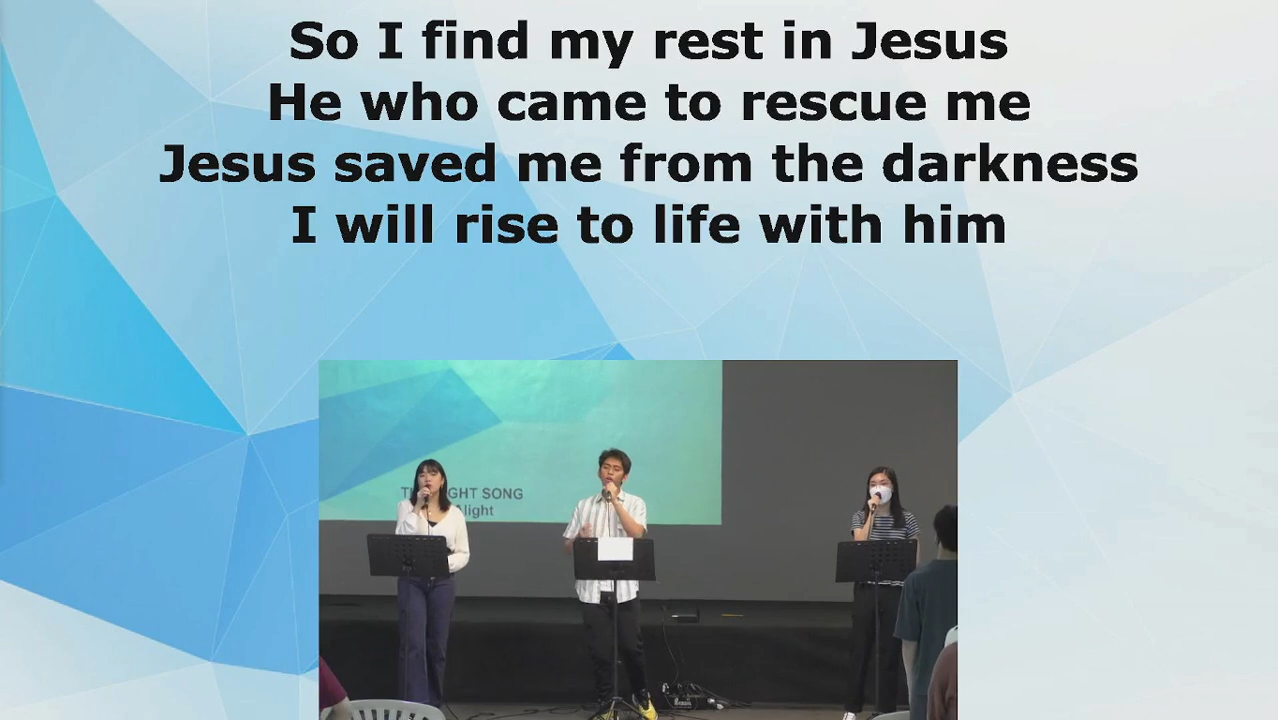 So I find my rest in Jesus
He who came to rescue me
Jesus saved me from the darkness
I will rise to life with him
SONG